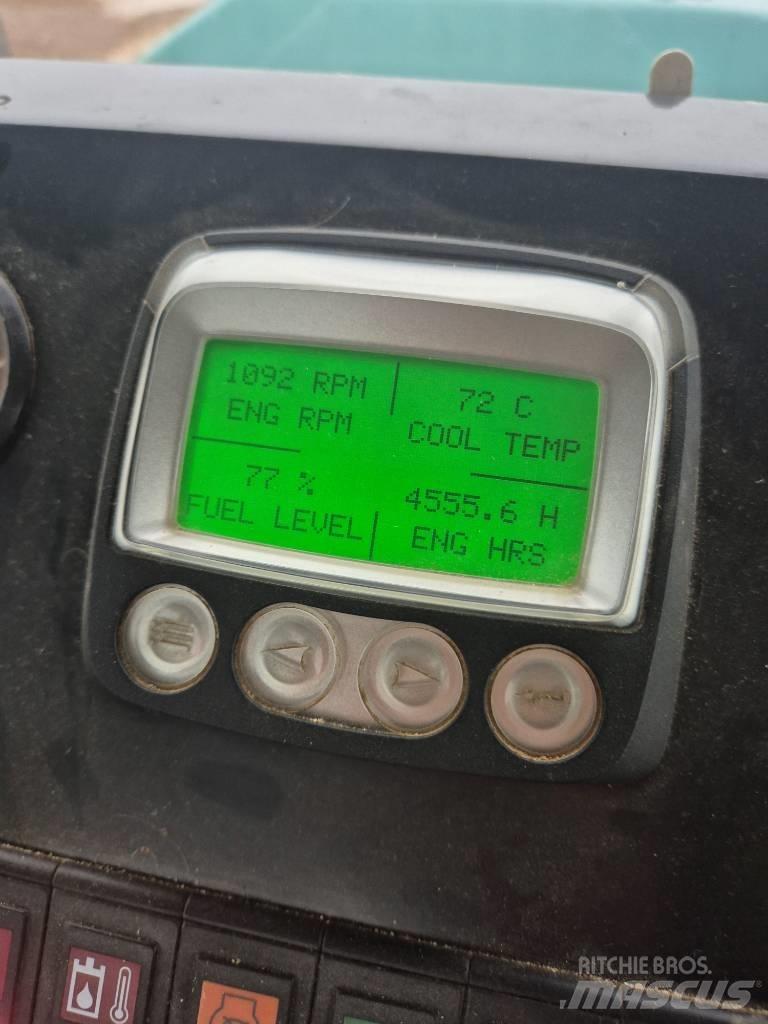 1092 RPM
ENG RPM
72 C
COOL TEMP
77 %
FUEL LEVEL
4555.6 H
ENG HRS
RITCHIE BROS.
MASCUS